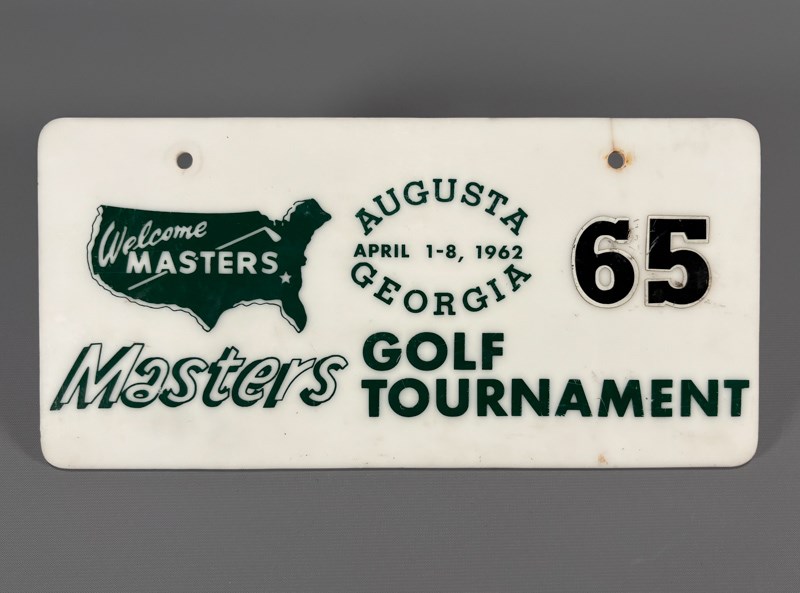 Welcome
MASTERS
AUGUSTA
APRIL 1-8, 1962
GEORGIA
65
Masters
GOLF
TOURNAMENT